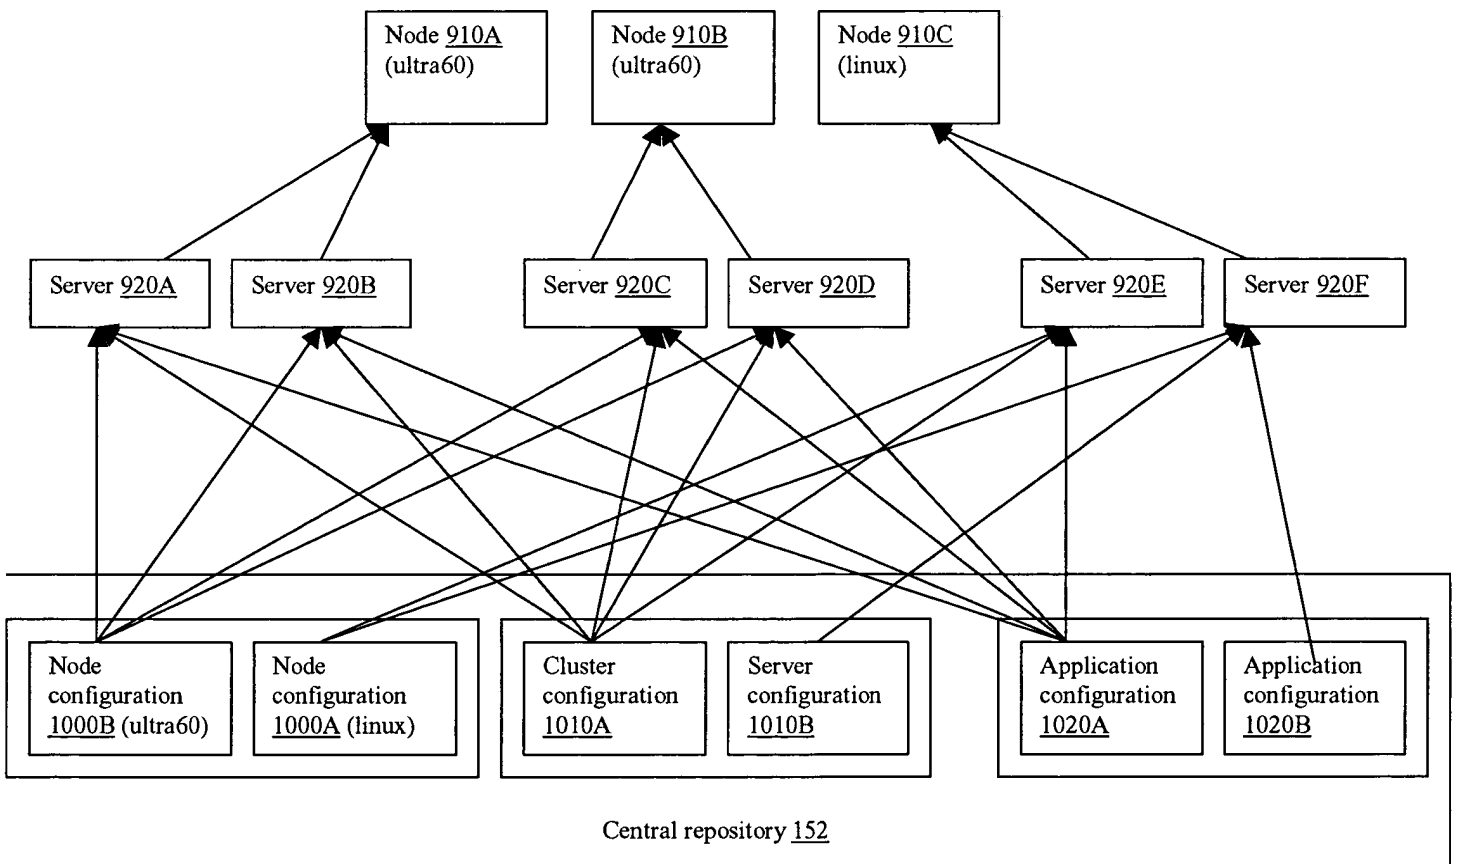 Node 910A
(ultra60)
Node 910B
(ultra60)
Node 910C
(linux)
Server 920A
Server 920B
Server 920C
Server 920D
Server 920E
Server 920F
Node
configuration
1000B (ultra60)
Node
configuration
1000A (linux)
Cluster
configuration
1010A
Server
configuration
1010B
Application
configuration
1020A
Application
configuration
1020B
Central repository 152